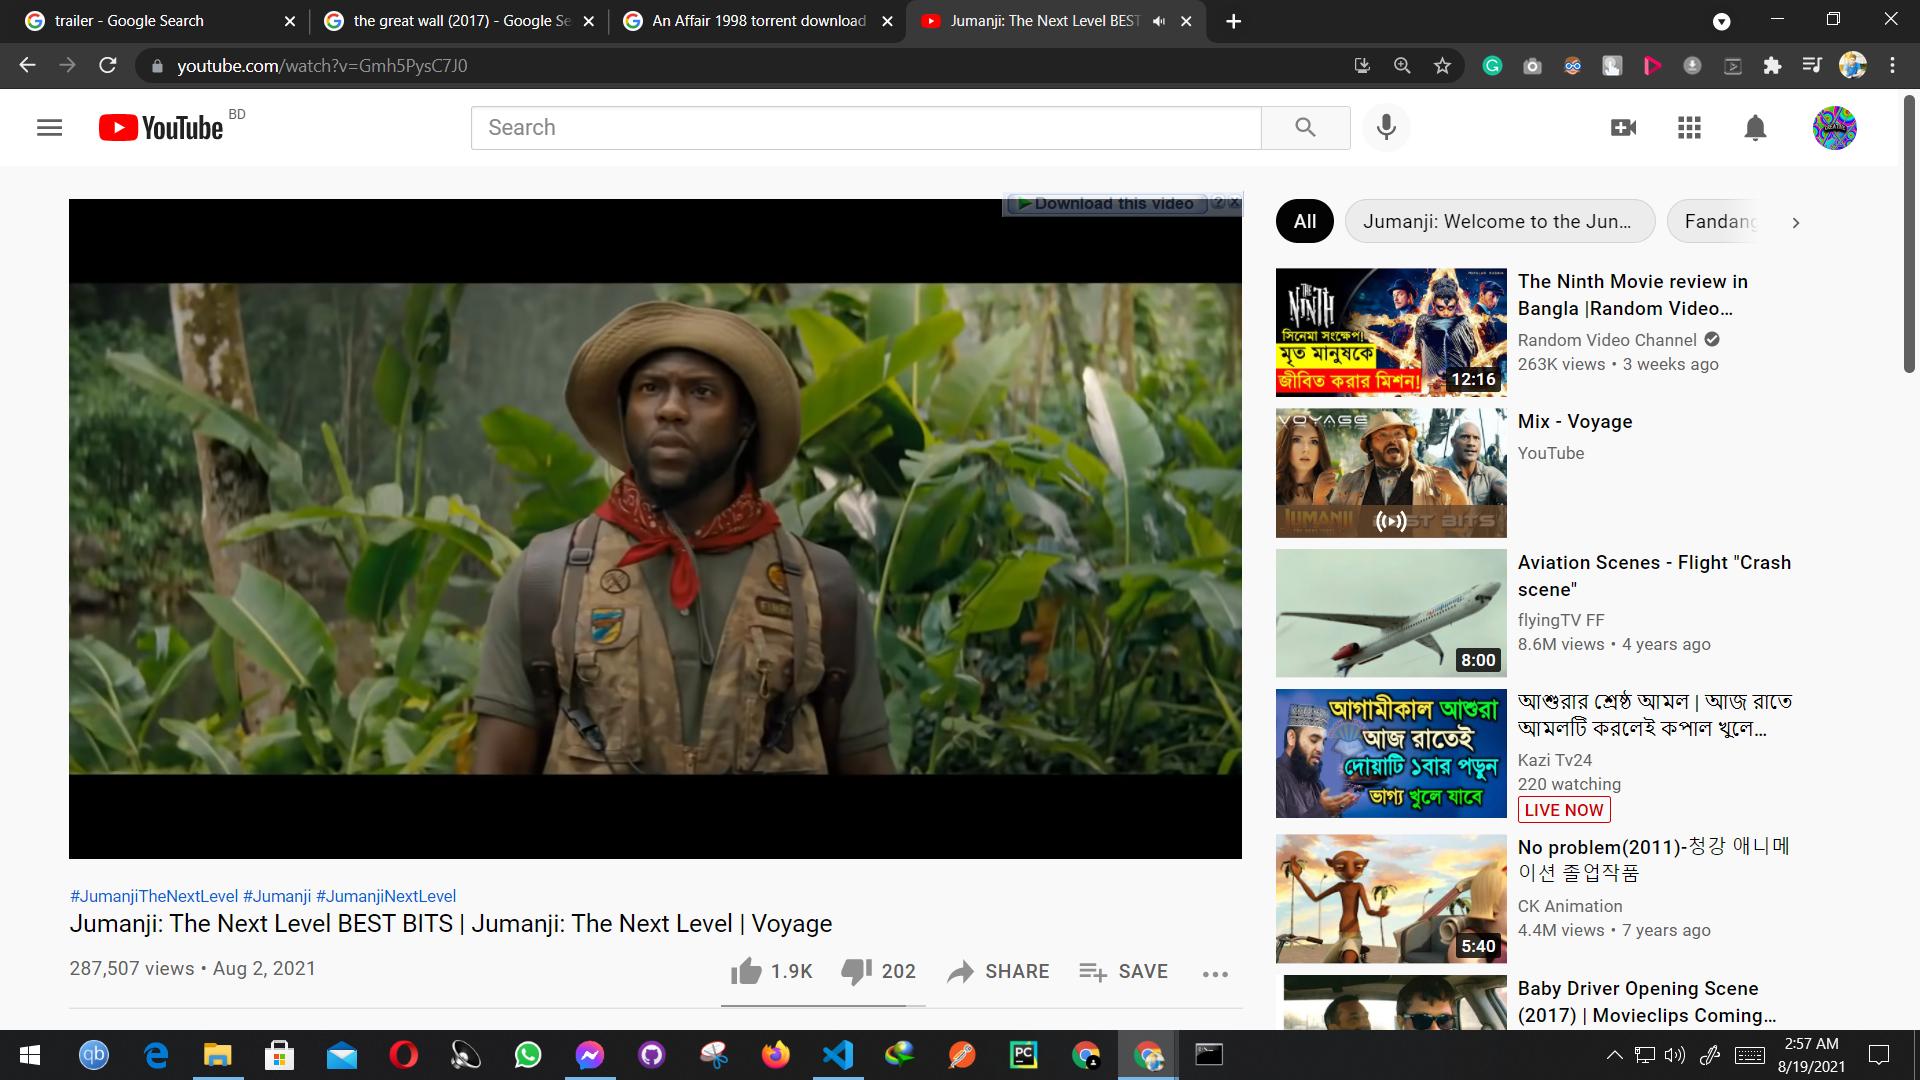 trailer - Google Search
the great wall (2017) - Google Se
An Affair 1998 torrent download
Jumanji: The Next Level BEST
youtube.com/watch?v=Gmh5PysC7J0
YouTube BD
Search
Download this video ? x
All
Jumanji: Welcome to the Jun...
Fandang
THE NINTH
সিনেমা সংক্ষেপ!
মৃত মানুষকে
জীবিত করার মিশন!
12:16
The Ninth Movie review in
Bangla |Random Video...
Random Video Channel
263K views • 3 weeks ago
VOYAGE
JUMANJI BEST BITS
Mix - Voyage
YouTube
8:00
Aviation Scenes - Flight "Crash
scene"
flyingTV FF
8.6M views • 4 years ago
আগামীকাল আশুরা
আজ রাতেই
দোয়াটি ১বার পড়ুন
ভাগ্য খুলে যাবে
আশুরার শ্রেষ্ঠ আমল | আজ রাতে
আমলটি করলেই কপাল খুলে...
Kazi Tv24
220 watching
LIVE NOW
5:40
No problem(2011)-청강 애니메
이션 졸업작품
CK Animation
4.4M views • 7 years ago
Baby Driver Opening Scene
(2017) | Movieclips Coming...
#JumanjiTheNextLevel #Jumanji #JumanjiNextLevel
Jumanji: The Next Level BEST BITS | Jumanji: The Next Level | Voyage
287,507 views • Aug 2, 2021
1.9K 202 SHARE SAVE
qb
PC
2:57 AM
8/19/2021